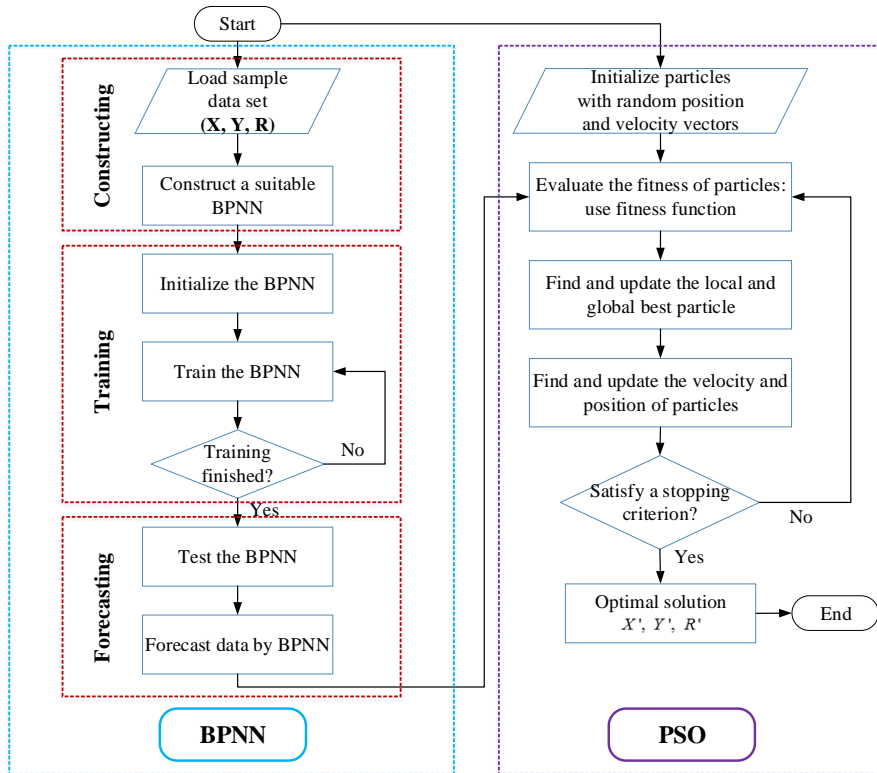 Start
Constructing
Load sample
data set
(X, Y, R)
Construct a suitable
BPNN
Training
Initialize the BPNN
Train the BPNN
Training
finished?
No
Yes
Forecasting
Test the BPNN
Forecast data by BPNN
BPNN
Initialize particles
with random position
and velocity vectors
Evaluate the fitness of particles:
use fitness function
Find and update the local and
global best particle
Find and update the velocity and
position of particles
Satisfy a stopping
criterion?
No
Yes
Optimal solution
X', Y', R'
End
PSO